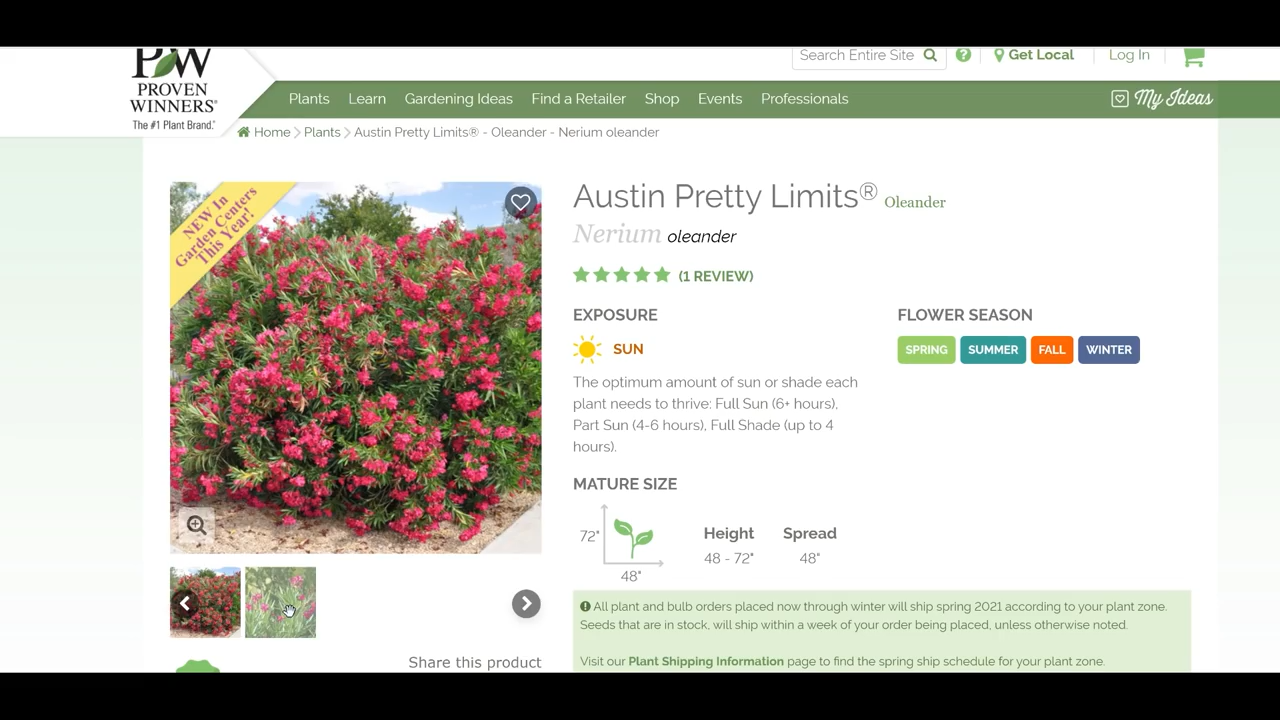 PW
PROVEN
WINNERS®
The #1 Plant Brand.®
Search Entire Site
?
Get Local
Log In
Plants
Learn
Gardening Ideas
Find a Retailer
Shop
Events
Professionals
My Ideas
Home > Plants > Austin Pretty Limits® - Oleander - Nerium oleander
NEW In
Garden Centers
This Year!
Austin Pretty Limits® Oleander
Nerium oleander
(1 REVIEW)
EXPOSURE
SUN
The optimum amount of sun or shade each
plant needs to thrive: Full Sun (6+ hours),
Part Sun (4-6 hours), Full Shade (up to 4
hours).
FLOWER SEASON
SPRING
SUMMER
FALL
WINTER
MATURE SIZE
72"
48"
Height
48 - 72"
Spread
48"
All plant and bulb orders placed now through winter will ship spring 2021 according to your plant zone.
Seeds that are in stock, will ship within a week of your order being placed, unless otherwise noted.
Visit our Plant Shipping Information page to find the spring ship schedule for your plant zone.
Share this product